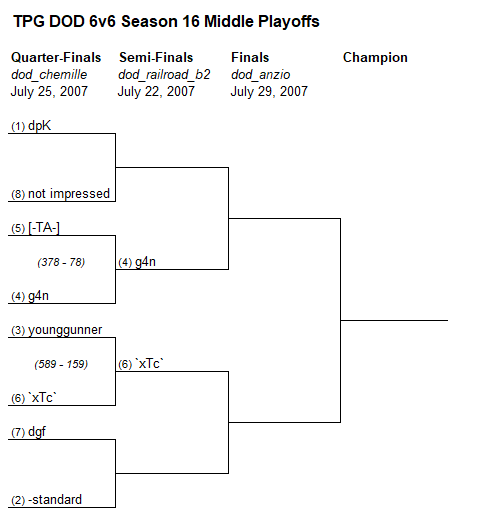 TPG DOD 6v6 Season 16 Middle Playoffs
Quarter-Finals Semi-Finals Finals Champion
dod_chemille dod_railroad_b2 dod_anzio
July 25, 2007 July 22, 2007 July 29, 2007
(1) dpK
(8) not impressed
(5) [-TA-]
(378 - 78) (4) g4n
(4) g4n
(3) younggunner
(589 - 159) (6) `xTc`
(6) `xTc`
(7) dgf
(2) -standard